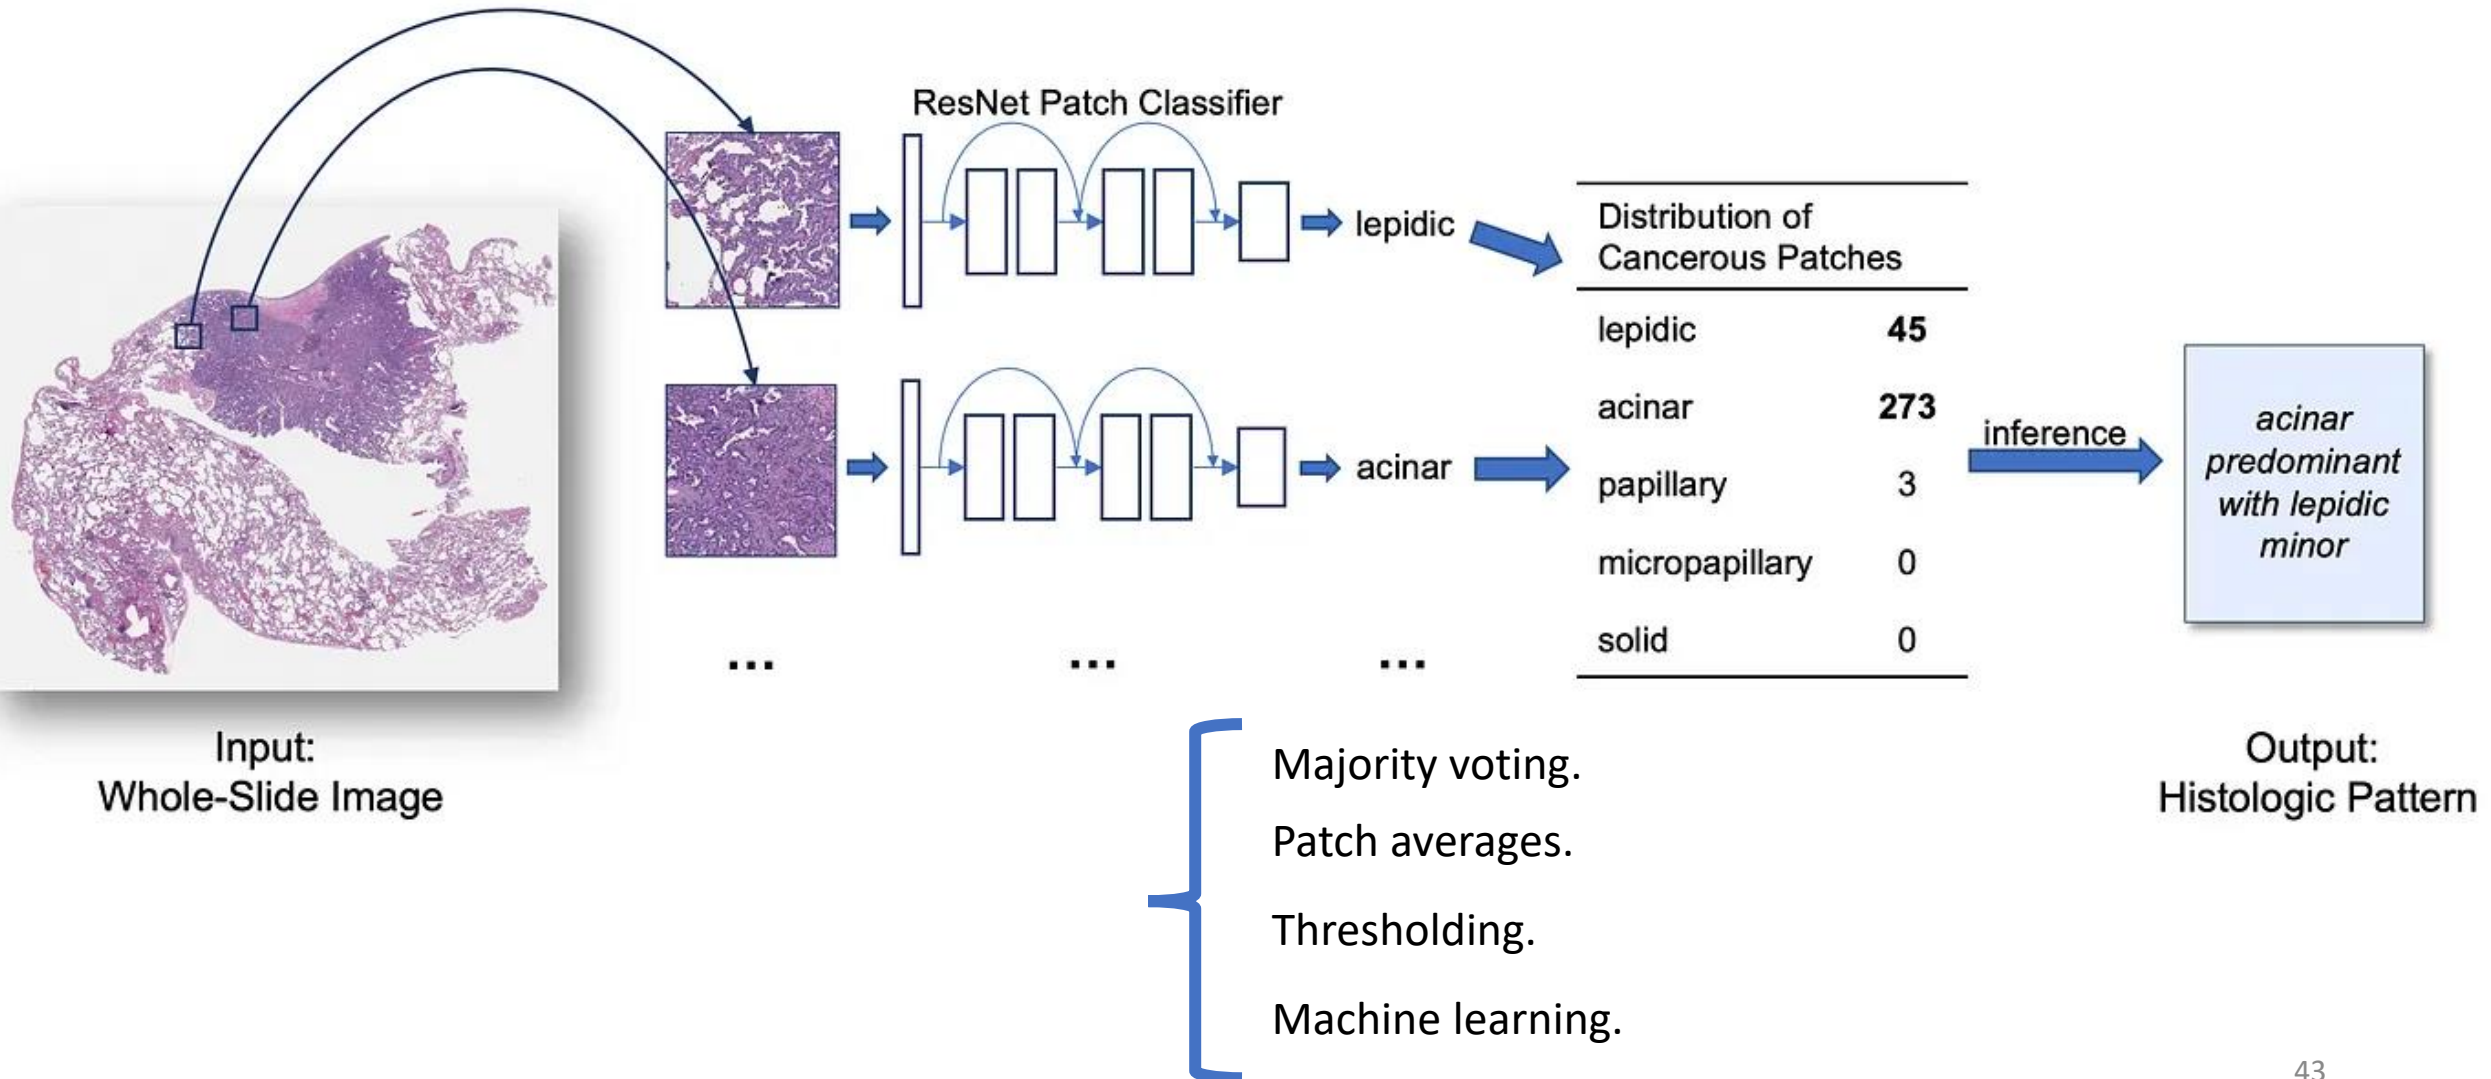 ResNet Patch Classifier
lepidic
acinar
Distribution of
Cancerous Patches
lepidic 45
acinar 273
papillary 3
micropapillary 0
solid 0
inference
acinar
predominant
with lepidic
minor
... ... ...
Input:
Whole-Slide Image
Output:
Histologic Pattern
Majority voting.
Patch averages.
Thresholding.
Machine learning.
43